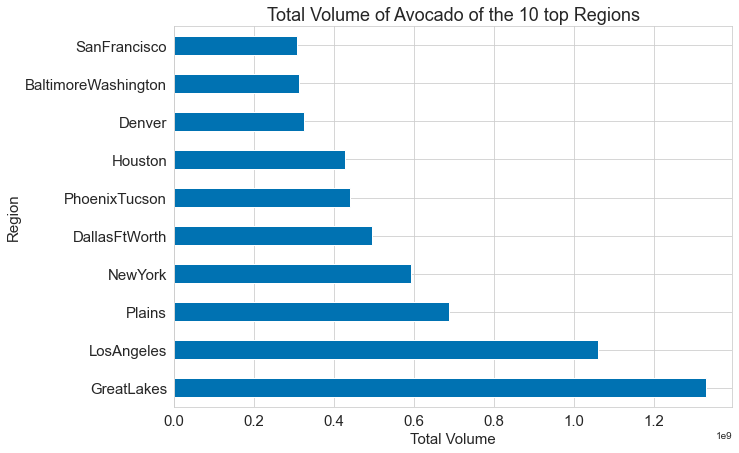 Total Volume of Avocado of the 10 top Regions
SanFrancisco
BaltimoreWashington
Denver
Houston
PhoenixTucson
DallasFtWorth
NewYork
Plains
LosAngeles
GreatLakes
Region
0.0 0.2 0.4 0.6 0.8 1.0 1.2
Total Volume
1e9